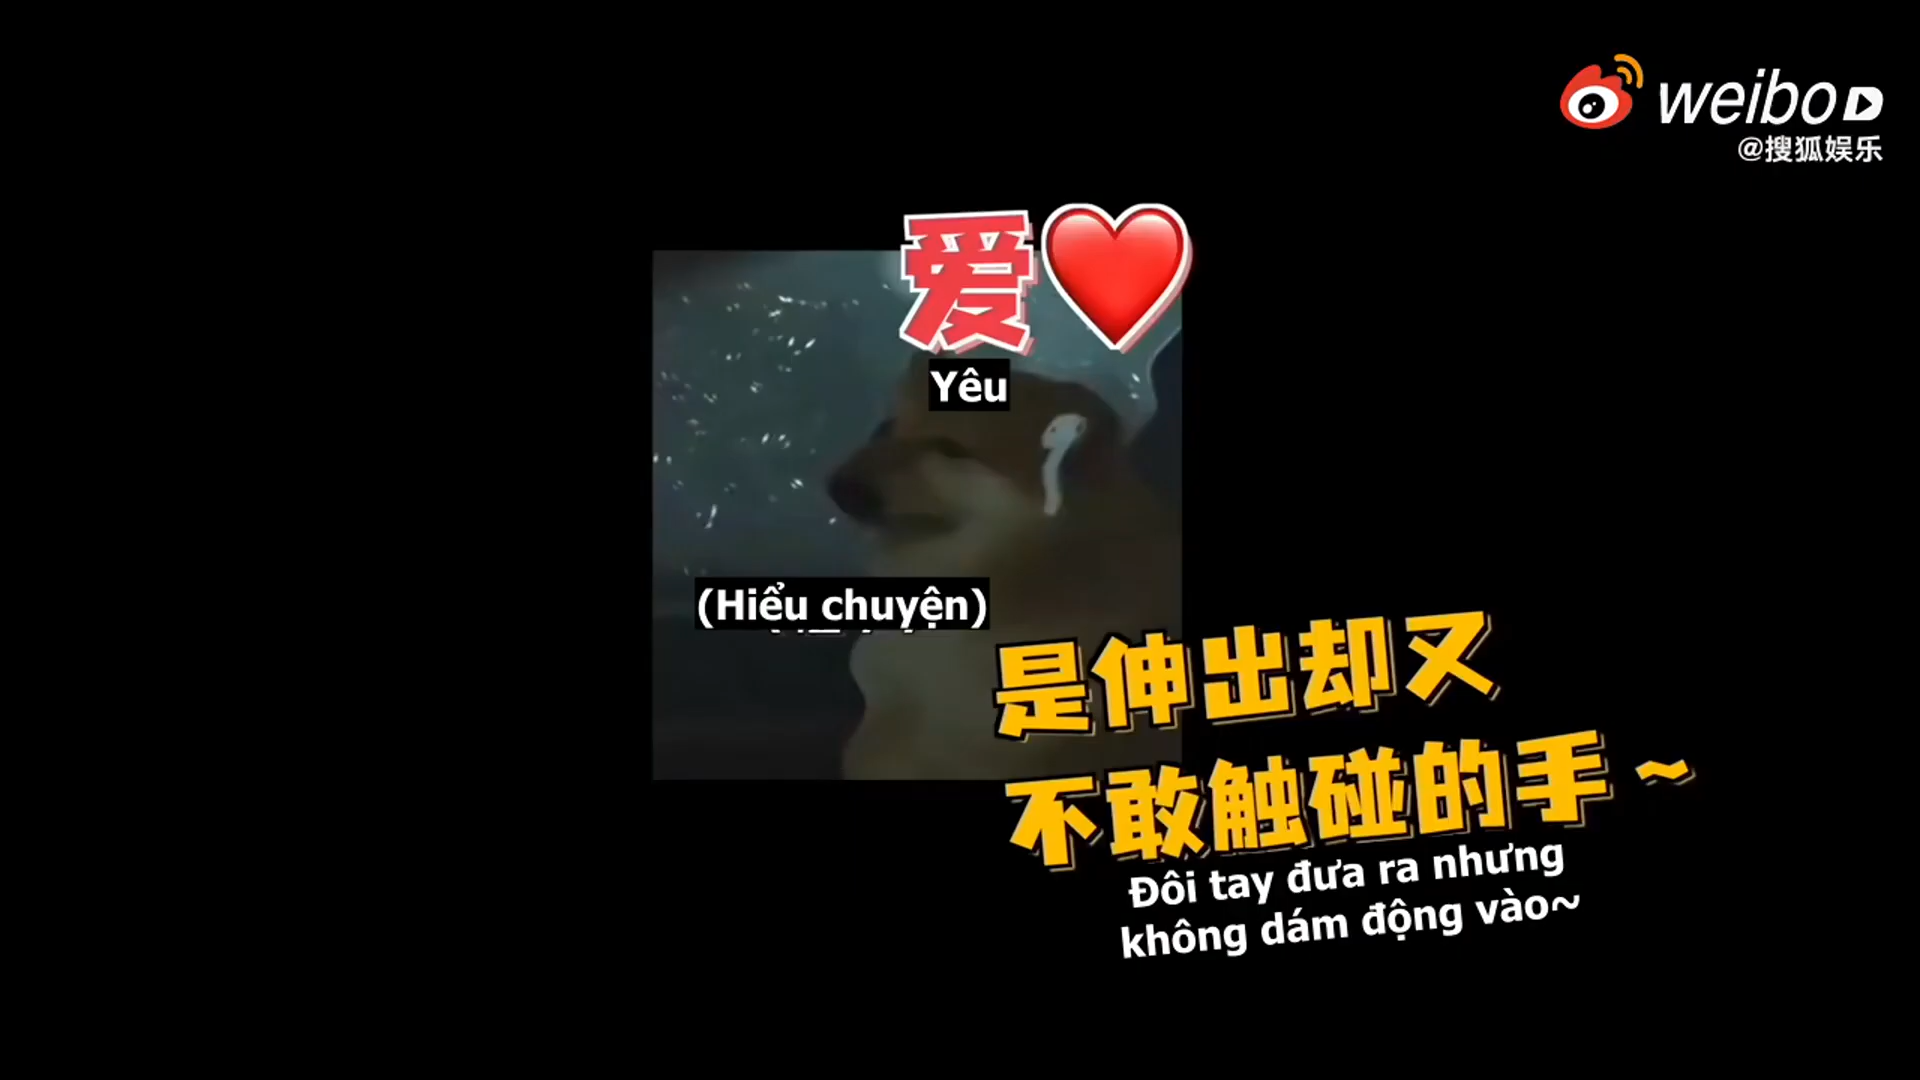 weibo
@搜狐娱乐
爱
Yêu
(Hiểu chuyện)
是伸出却又
不敢触碰的手~
Đôi tay đưa ra nhưng
không dám động vào~